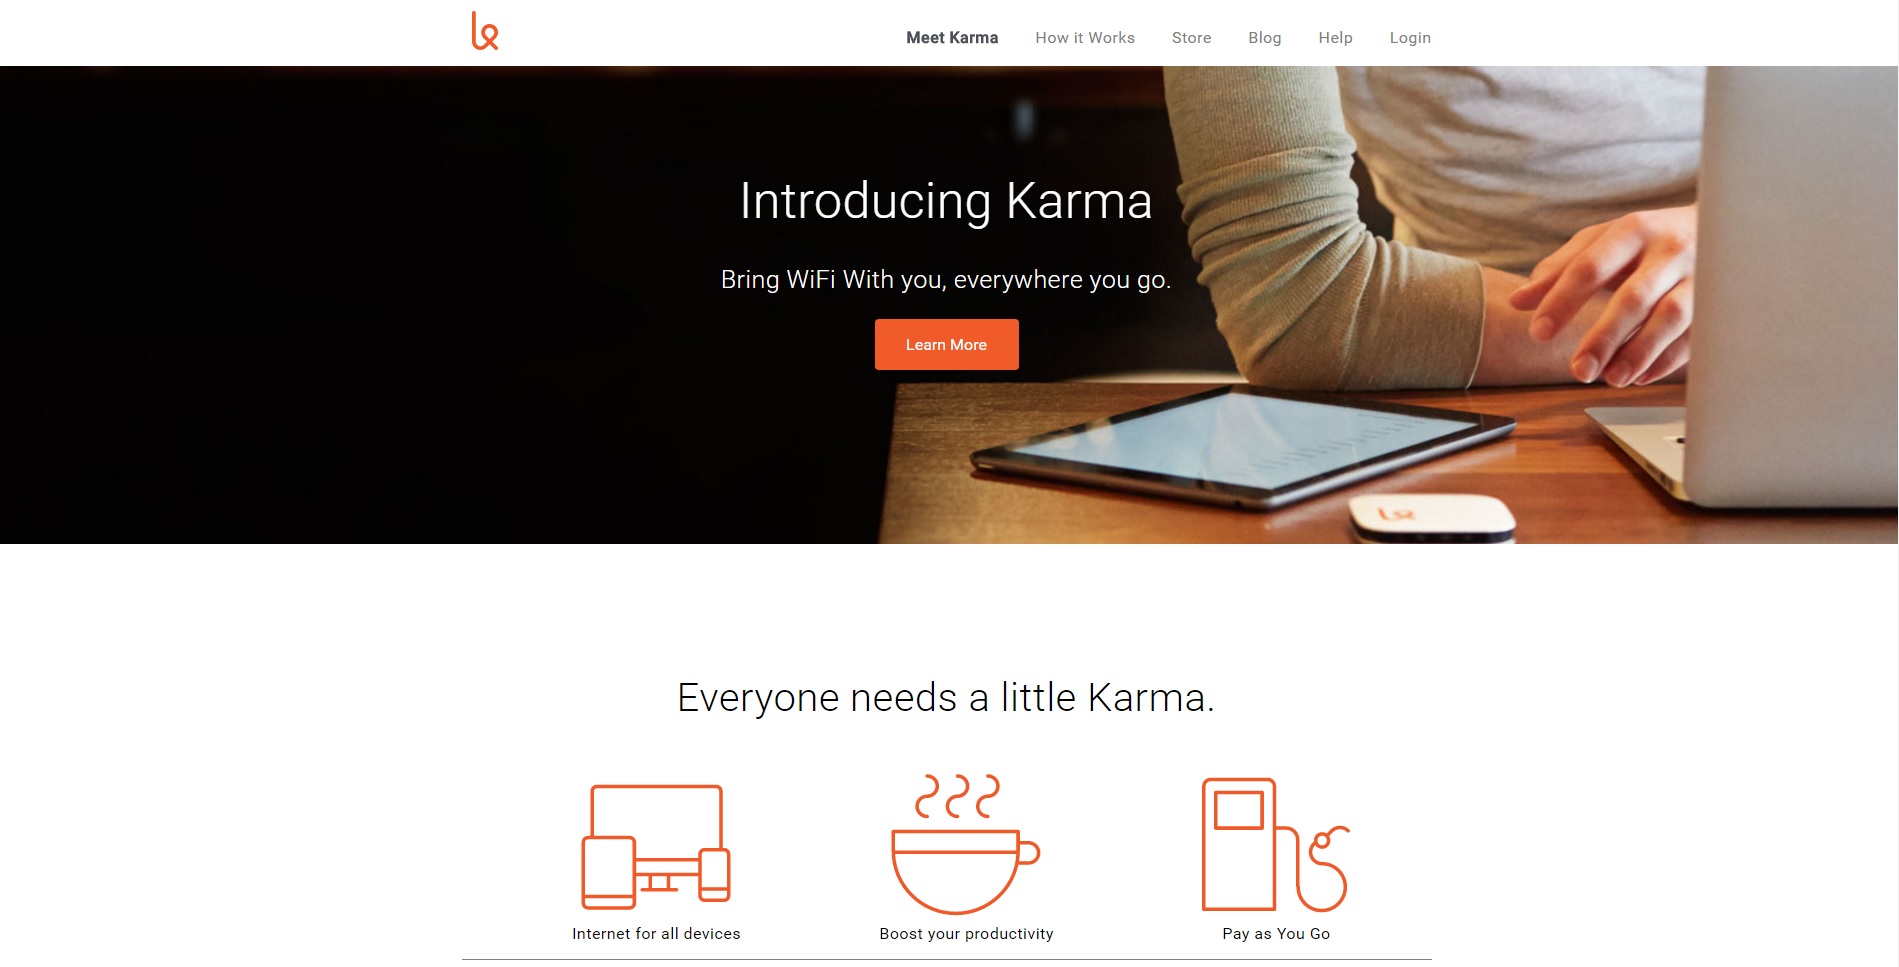 Meet Karma
How it Works
Store
Blog
Help
Login
Introducing Karma
Bring WiFi With you, everywhere you go.
Learn More
Everyone needs a little Karma.
Internet for all devices
Boost your productivity
Pay as You Go